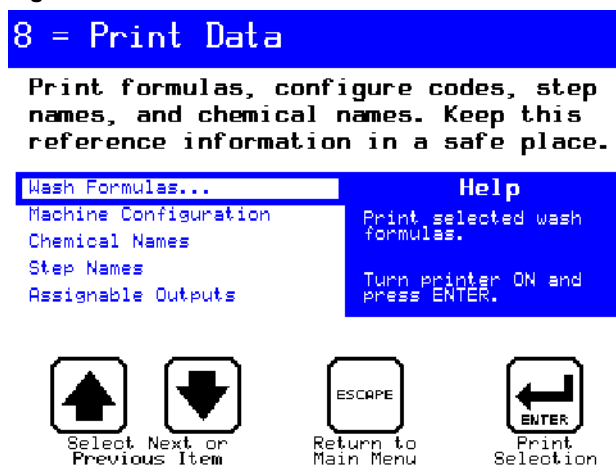 8 = Print Data
Print formulas, configure codes, step
names, and chemical names. Keep this
reference information in a safe place.
Wash Formulas...
Machine Configuration
Chemical Names
Step Names
Assignable Outputs
Help
Print selected wash
formulas.
Turn printer ON and
press ENTER.
Select Next or
Previous Item
ESCAPE
Return to
Main Menu
ENTER
Print
Selection